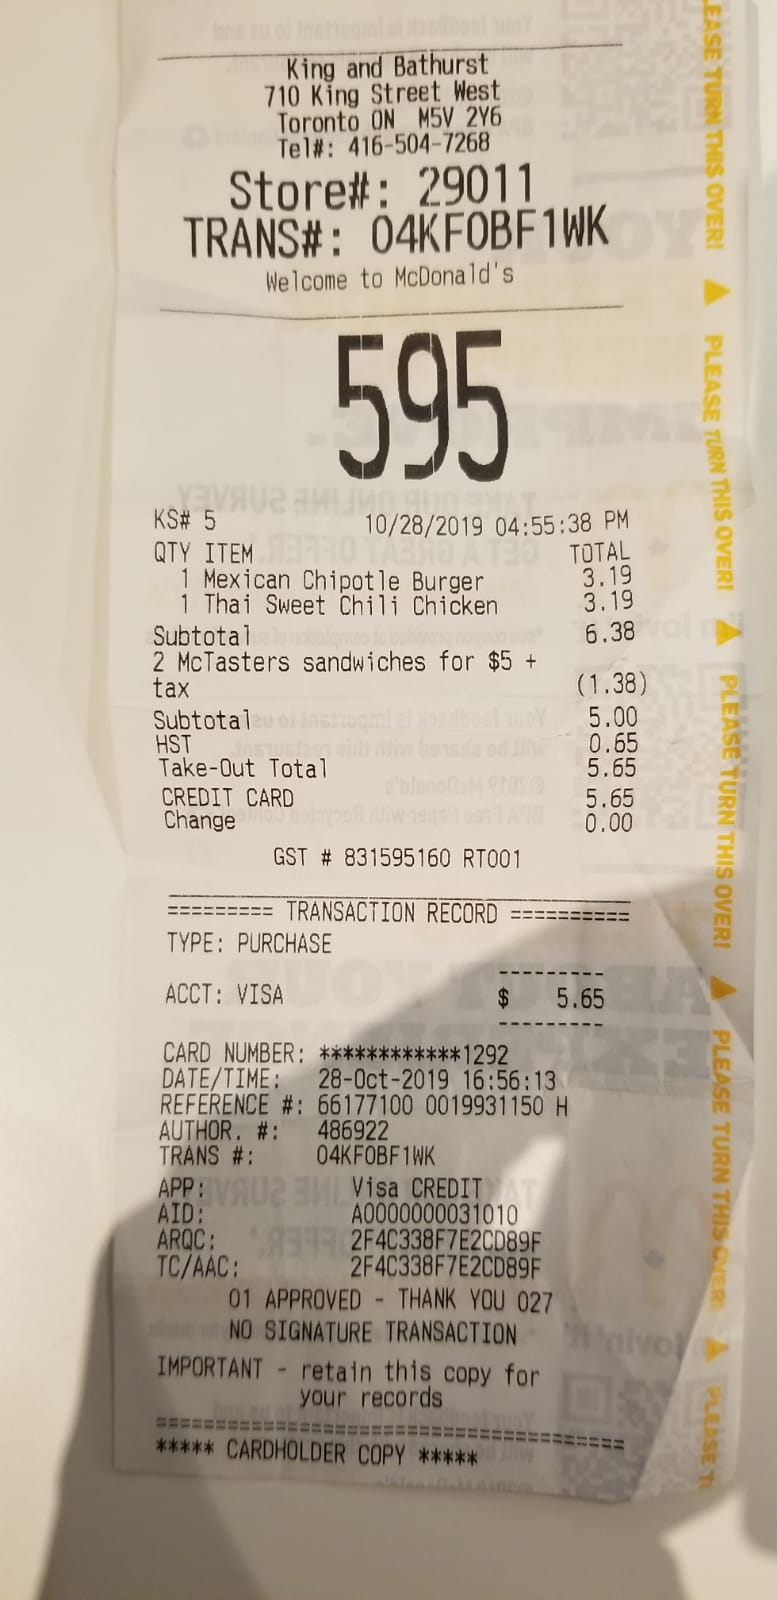 King and Bathurst
710 King Street West
Toronto ON M5V 2Y6
Tel#: 416-504-7268
Store#: 29011
TRANS#: 04KFOBF1WK
Welcome to McDonald's
595
KS# 5 10/28/2019 04:55:38 PM
QTY ITEM TOTAL
1 Mexican Chipotle Burger 3.19
1 Thai Sweet Chili Chicken 3.19
Subtotal 6.38
2 McTasters sandwiches for $5 +
tax (1.38)
Subtotal 5.00
HST 0.65
Take-Out Total 5.65
CREDIT CARD 5.65
Change 0.00
GST # 831595160 RT001
========= TRANSACTION RECORD ==========
TYPE: PURCHASE
---------
ACCT: VISA $ 5.65
---------
CARD NUMBER: ************1292
DATE/TIME: 28-Oct-2019 16:56:13
REFERENCE #: 66177100 0019931150 H
AUTHOR. #: 486922
TRANS #: 04KFOBF1WK
APP: Visa CREDIT
AID: A0000000031010
ARQC: 2F4C338F7E2CD89F
TC/AAC: 2F4C338F7E2CD89F
01 APPROVED - THANK YOU 027
NO SIGNATURE TRANSACTION
IMPORTANT - retain this copy for
your records
========================================
***** CARDHOLDER COPY *****
EASE TURN THIS OVER!
PLEASE TURN THIS OVER!
PLEASE TURN THIS OVER!
PLEASE TURN THIS OVER!
PLEASE T